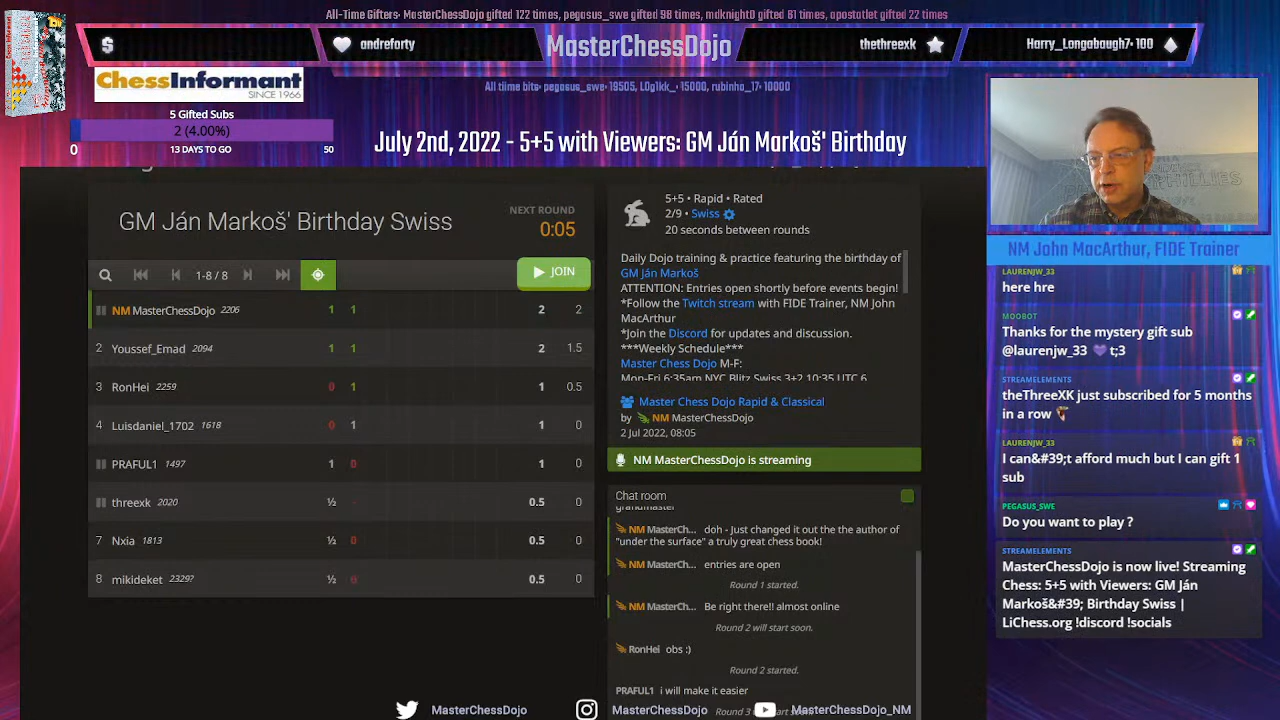 All-Time Gifters· MasterChessDojo gifted 122 times, pegasus_swe gifted 98 times, mdknight0 gifted 81 times, apostatlet gifted 22 times
$
andreforty
MasterChessDojo
thethreexk
Harry_Longabaugh7· 100
ChessInformant
SINCE 1966
All tiime bits· pegasus_swe· 19505, L0g1kk_· 15000, rubinho_17· 10000
5 Gifted Subs
2 (4.00%)
0
13 DAYS TO GO
50
July 2nd, 2022 - 5+5 with Viewers: GM Ján Markoš' Birthday
GM Ján Markoš' Birthday Swiss
NEXT ROUND
0:05
1-8 / 8
JOIN
NM MasterChessDojo 2206 1 1 2 2
2 Youssef_Emad 2094 1 1 2 1.5
3 RonHei 2259 0 1 1 0.5
4 Luisdaniel_1702 1618 0 1 1 0
PRAFUL1 1497 1 0 1 0
threexk 2020 ½ - 0.5 0
7 Nxia 1813 ½ 0 0.5 0
8 mikideket 2329? ½ 0 0.5 0
5+5 • Rapid • Rated
2/9 • Swiss
20 seconds between rounds
Daily Dojo training & practice featuring the birthday of
GM Ján Markoš
ATTENTION: Entries open shortly before events begin!
*Follow the Twitch stream with FIDE Trainer, NM John
MacArthur
*Join the Discord for updates and discussion.
***Weekly Schedule***
Master Chess Dojo M-F:
Mon-Fri 6:35am NYC Blitz Swiss 3+2 10:35 UTC 6
Master Chess Dojo Rapid & Classical
by NM MasterChessDojo
2 Jul 2022, 08:05
NM MasterChessDojo is streaming
Chat room
grandmaster
NM MasterCh... doh - Just changed it out the the author of
"under the surface" a truly great chess book!
NM MasterCh... entries are open
Round 1 started.
NM MasterCh... Be right there!! almost online
Round 2 will start soon.
RonHei obs :)
Round 2 started.
PRAFUL1 i will make it easier
MasterChessDojo
MasterChessDojo
MasterChessDojo_NM
NM John MacArthur, FIDE Trainer
LAURENJW_33
here hre
MOOBOT
Thanks for the mystery gift sub
@laurenjw_33 t;3
STREAMELEMENTS
theThreeXK just subscribed for 5 months
in a row
LAURENJW_33
I can&#39;t afford much but I can gift 1
sub
PEGASUS_SWE
Do you want to play ?
STREAMELEMENTS
MasterChessDojo is now live! Streaming
Chess: 5+5 with Viewers: GM Ján
Markoš&#39; Birthday Swiss |
LiChess.org !discord !socials